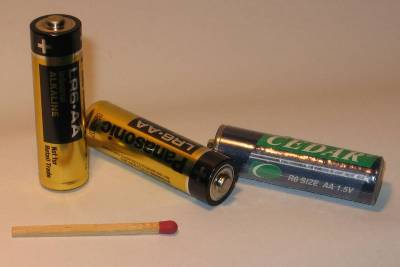 +
LR6•AA
ALKALINE
Not for
Retail Trade
Panasonic
LR6•AA
CEDAR
R6 SIZE AA 1.5V